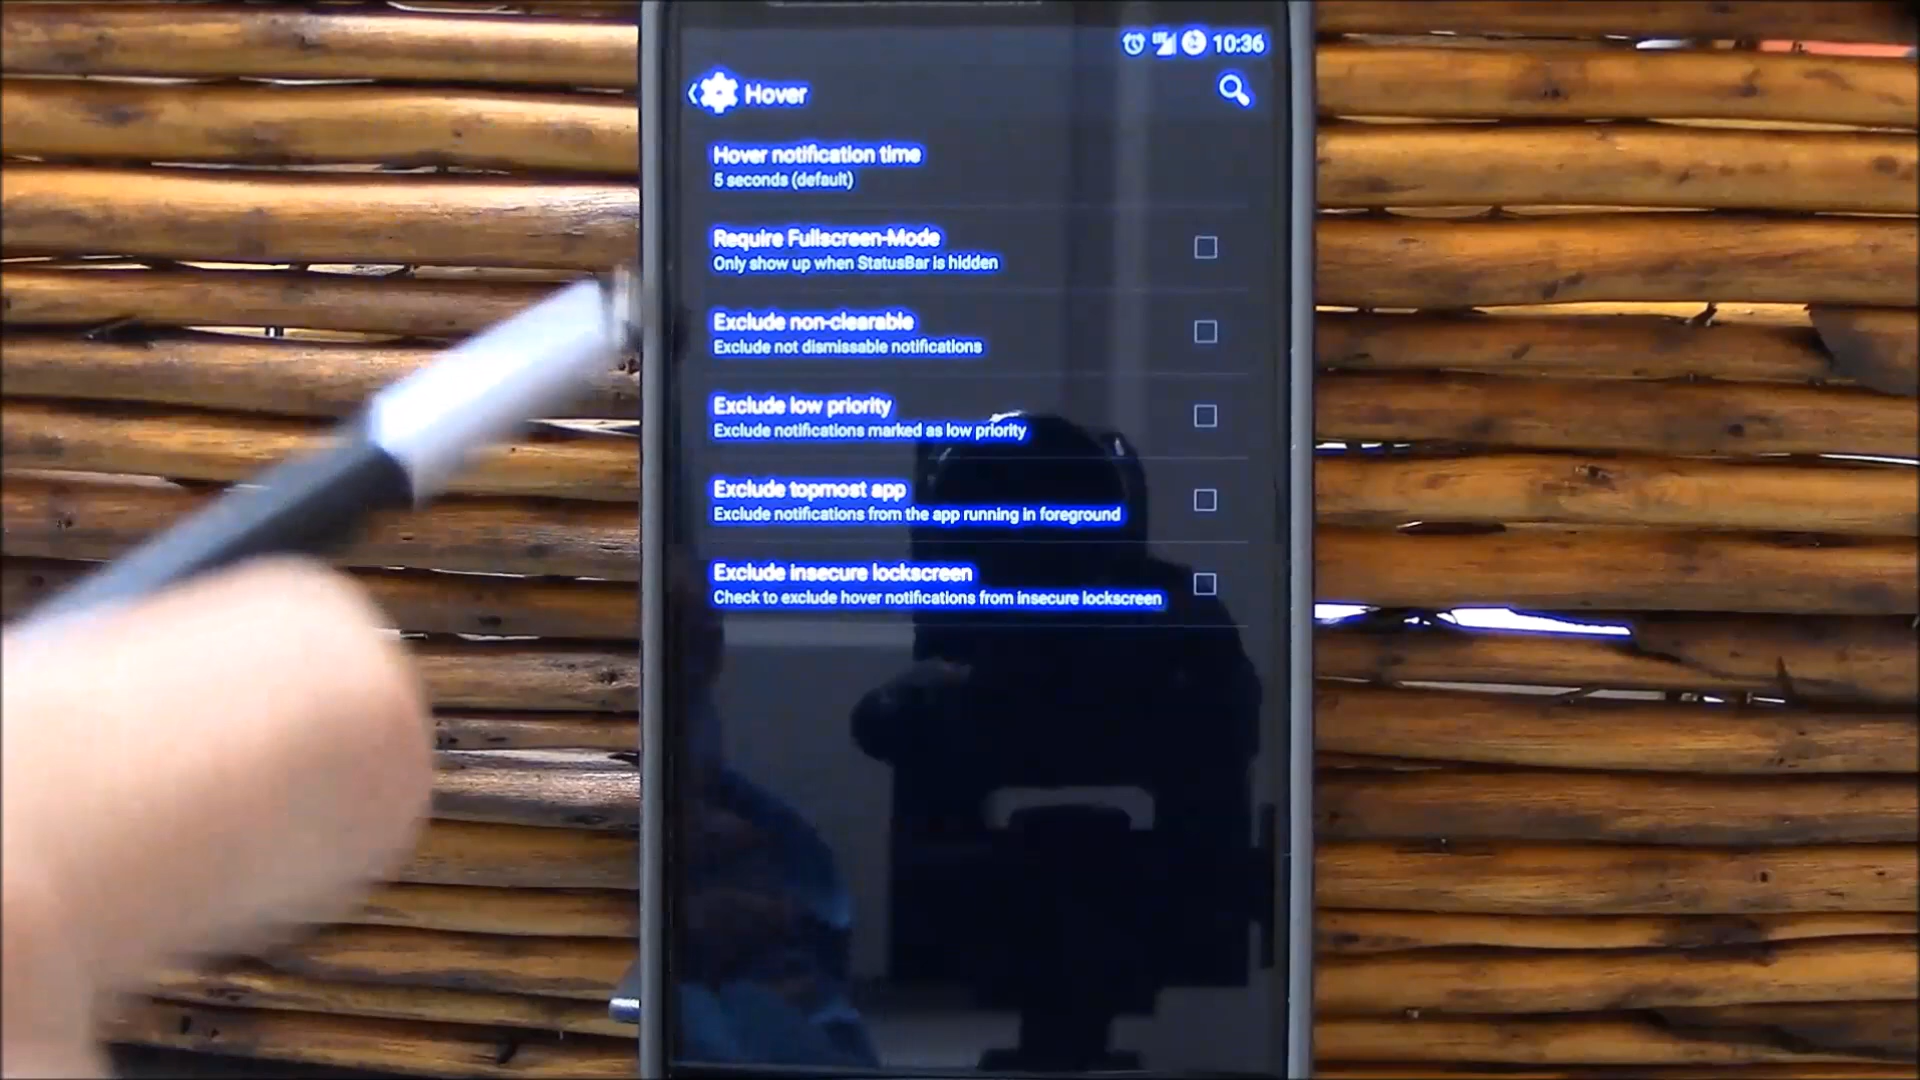 LTE 10:36
Hover
Hover notification time
5 seconds (default)
Require Fullscreen-Mode
Only show up when StatusBar is hidden
Exclude non-clearable
Exclude not dismissable notifications
Exclude low priority
Exclude notifications marked as low priority
Exclude topmost app
Exclude notifications from the app running in foreground
Exclude insecure lockscreen
Check to exclude hover notifications from insecure lockscreen